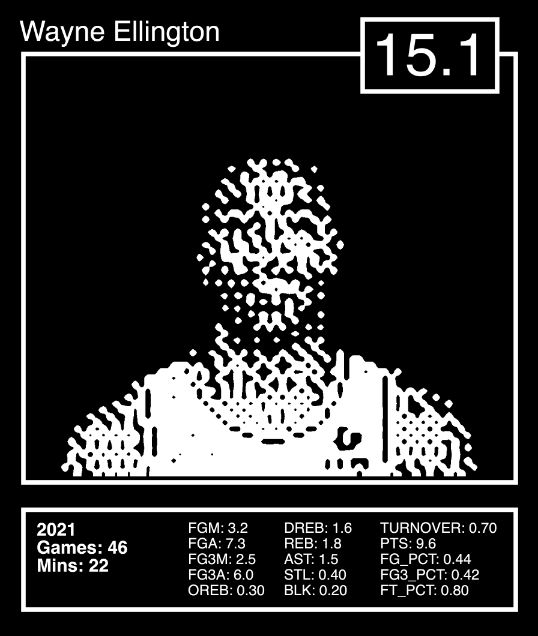 Wayne Ellington
15.1
2021
Games: 46
Mins: 22
FGM: 3.2
FGA: 7.3
FG3M: 2.5
FG3A: 6.0
OREB: 0.30
DREB: 1.6
REB: 1.8
AST: 1.5
STL: 0.40
BLK: 0.20
TURNOVER: 0.70
PTS: 9.6
FG_PCT: 0.44
FG3_PCT: 0.42
FT_PCT: 0.80